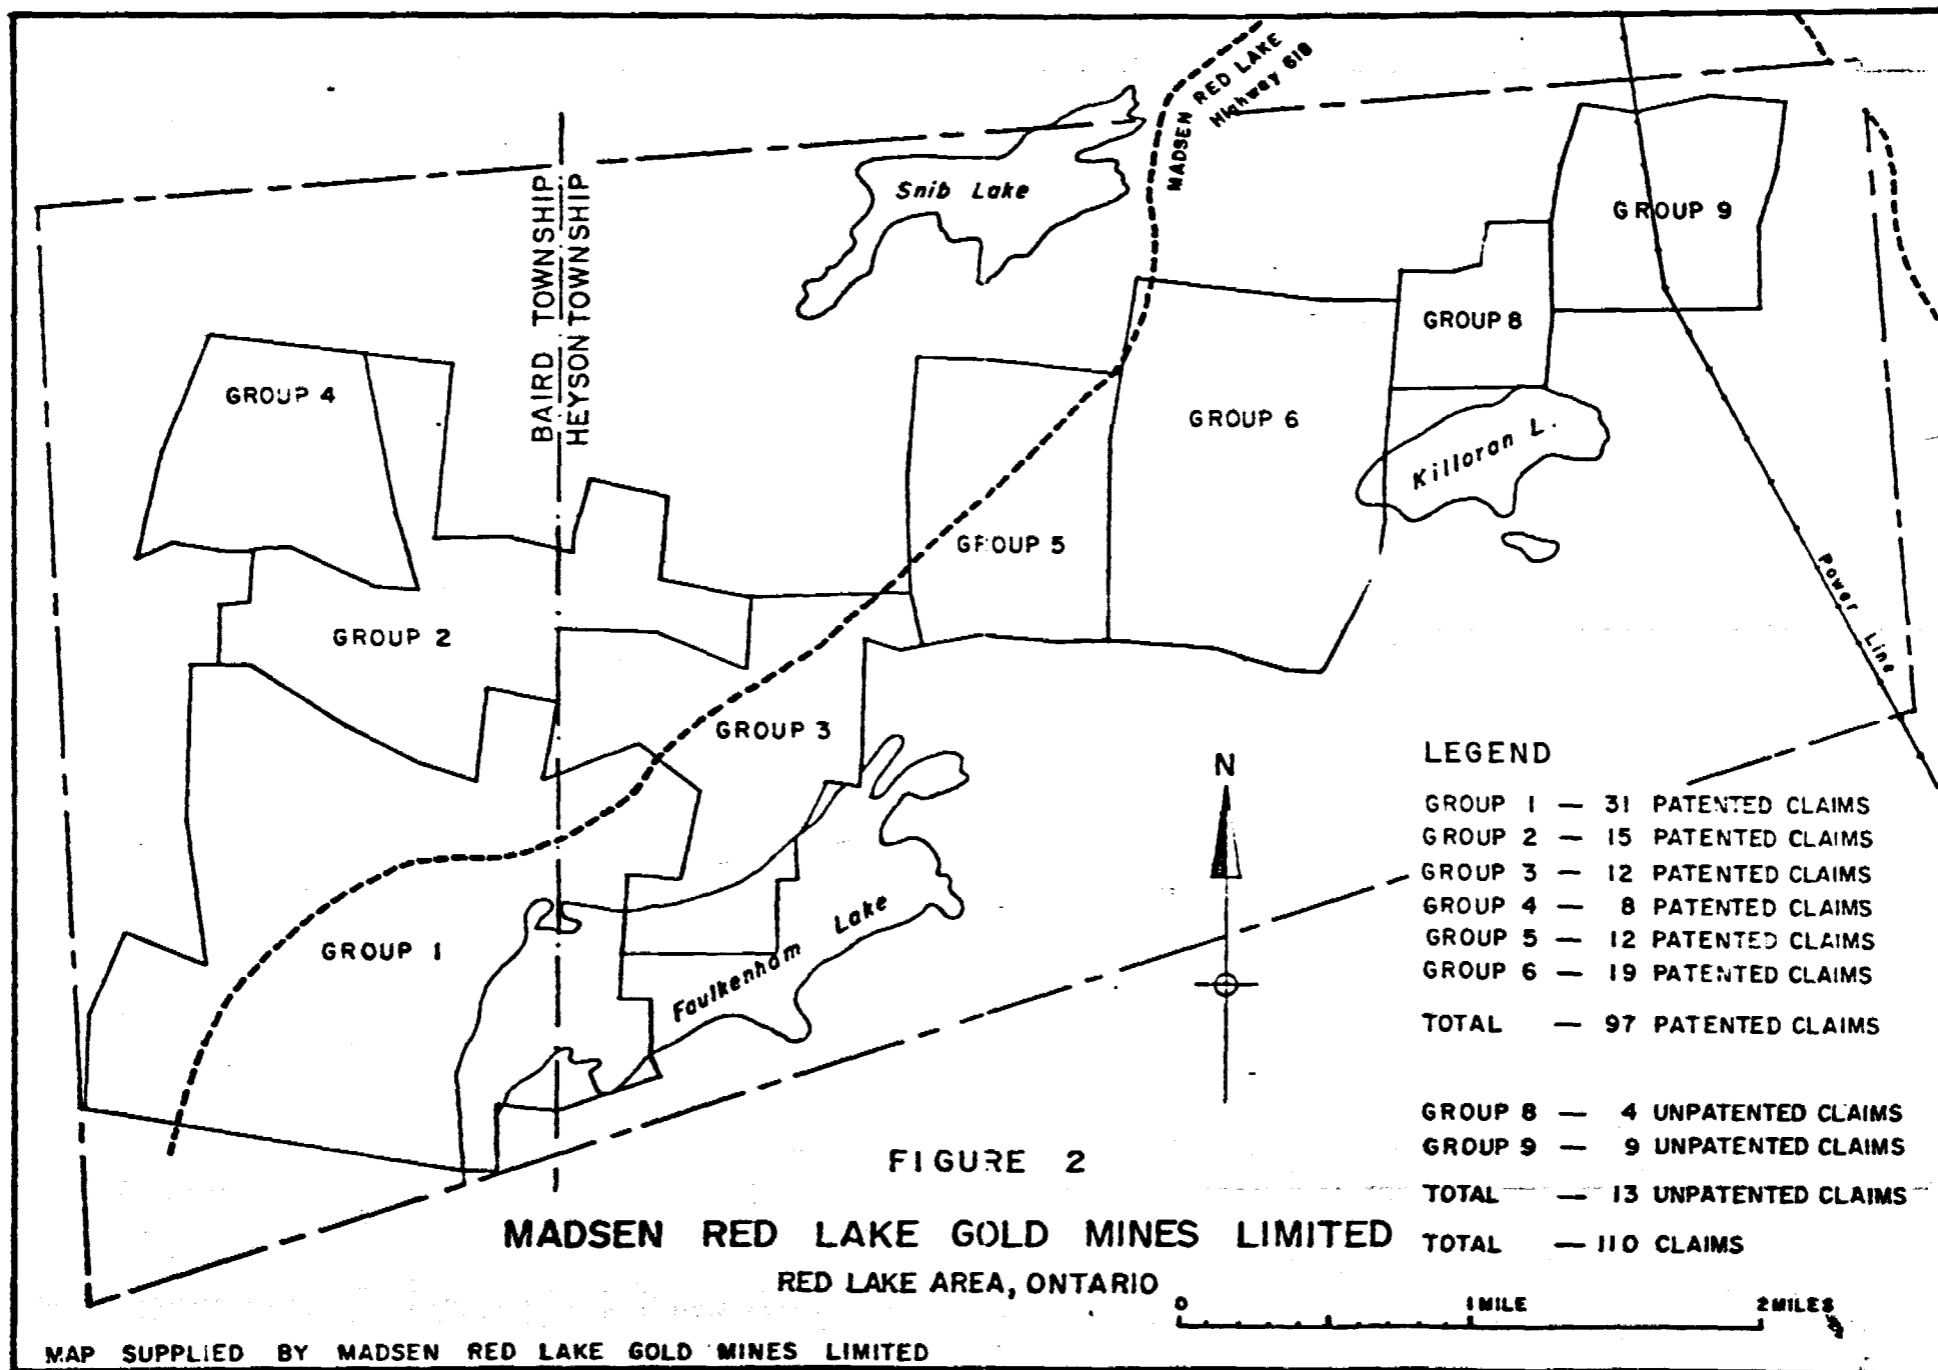 MADSEN RED LAKE
Highway 618
BAIRD TOWNSHIP
HEYSON TOWNSHIP
Snib Lake
GROUP 9
GROUP 8
GROUP 4
GROUP 6
Killoran L.
GROUP 5
Power Line
GROUP 2
GROUP 3
GROUP 1
Faulkenham Lake
N
LEGEND
GROUP 1 — 31 PATENTED CLAIMS
GROUP 2 — 15 PATENTED CLAIMS
GROUP 3 — 12 PATENTED CLAIMS
GROUP 4 — 8 PATENTED CLAIMS
GROUP 5 — 12 PATENTED CLAIMS
GROUP 6 — 19 PATENTED CLAIMS
TOTAL — 97 PATENTED CLAIMS
GROUP 8 — 4 UNPATENTED CLAIMS
GROUP 9 — 9 UNPATENTED CLAIMS
TOTAL — 13 UNPATENTED CLAIMS
TOTAL — 110 CLAIMS
FIGURE 2
MADSEN RED LAKE GOLD MINES LIMITED
RED LAKE AREA, ONTARIO
0 1 MILE 2 MILES
MAP SUPPLIED BY MADSEN RED LAKE GOLD MINES LIMITED